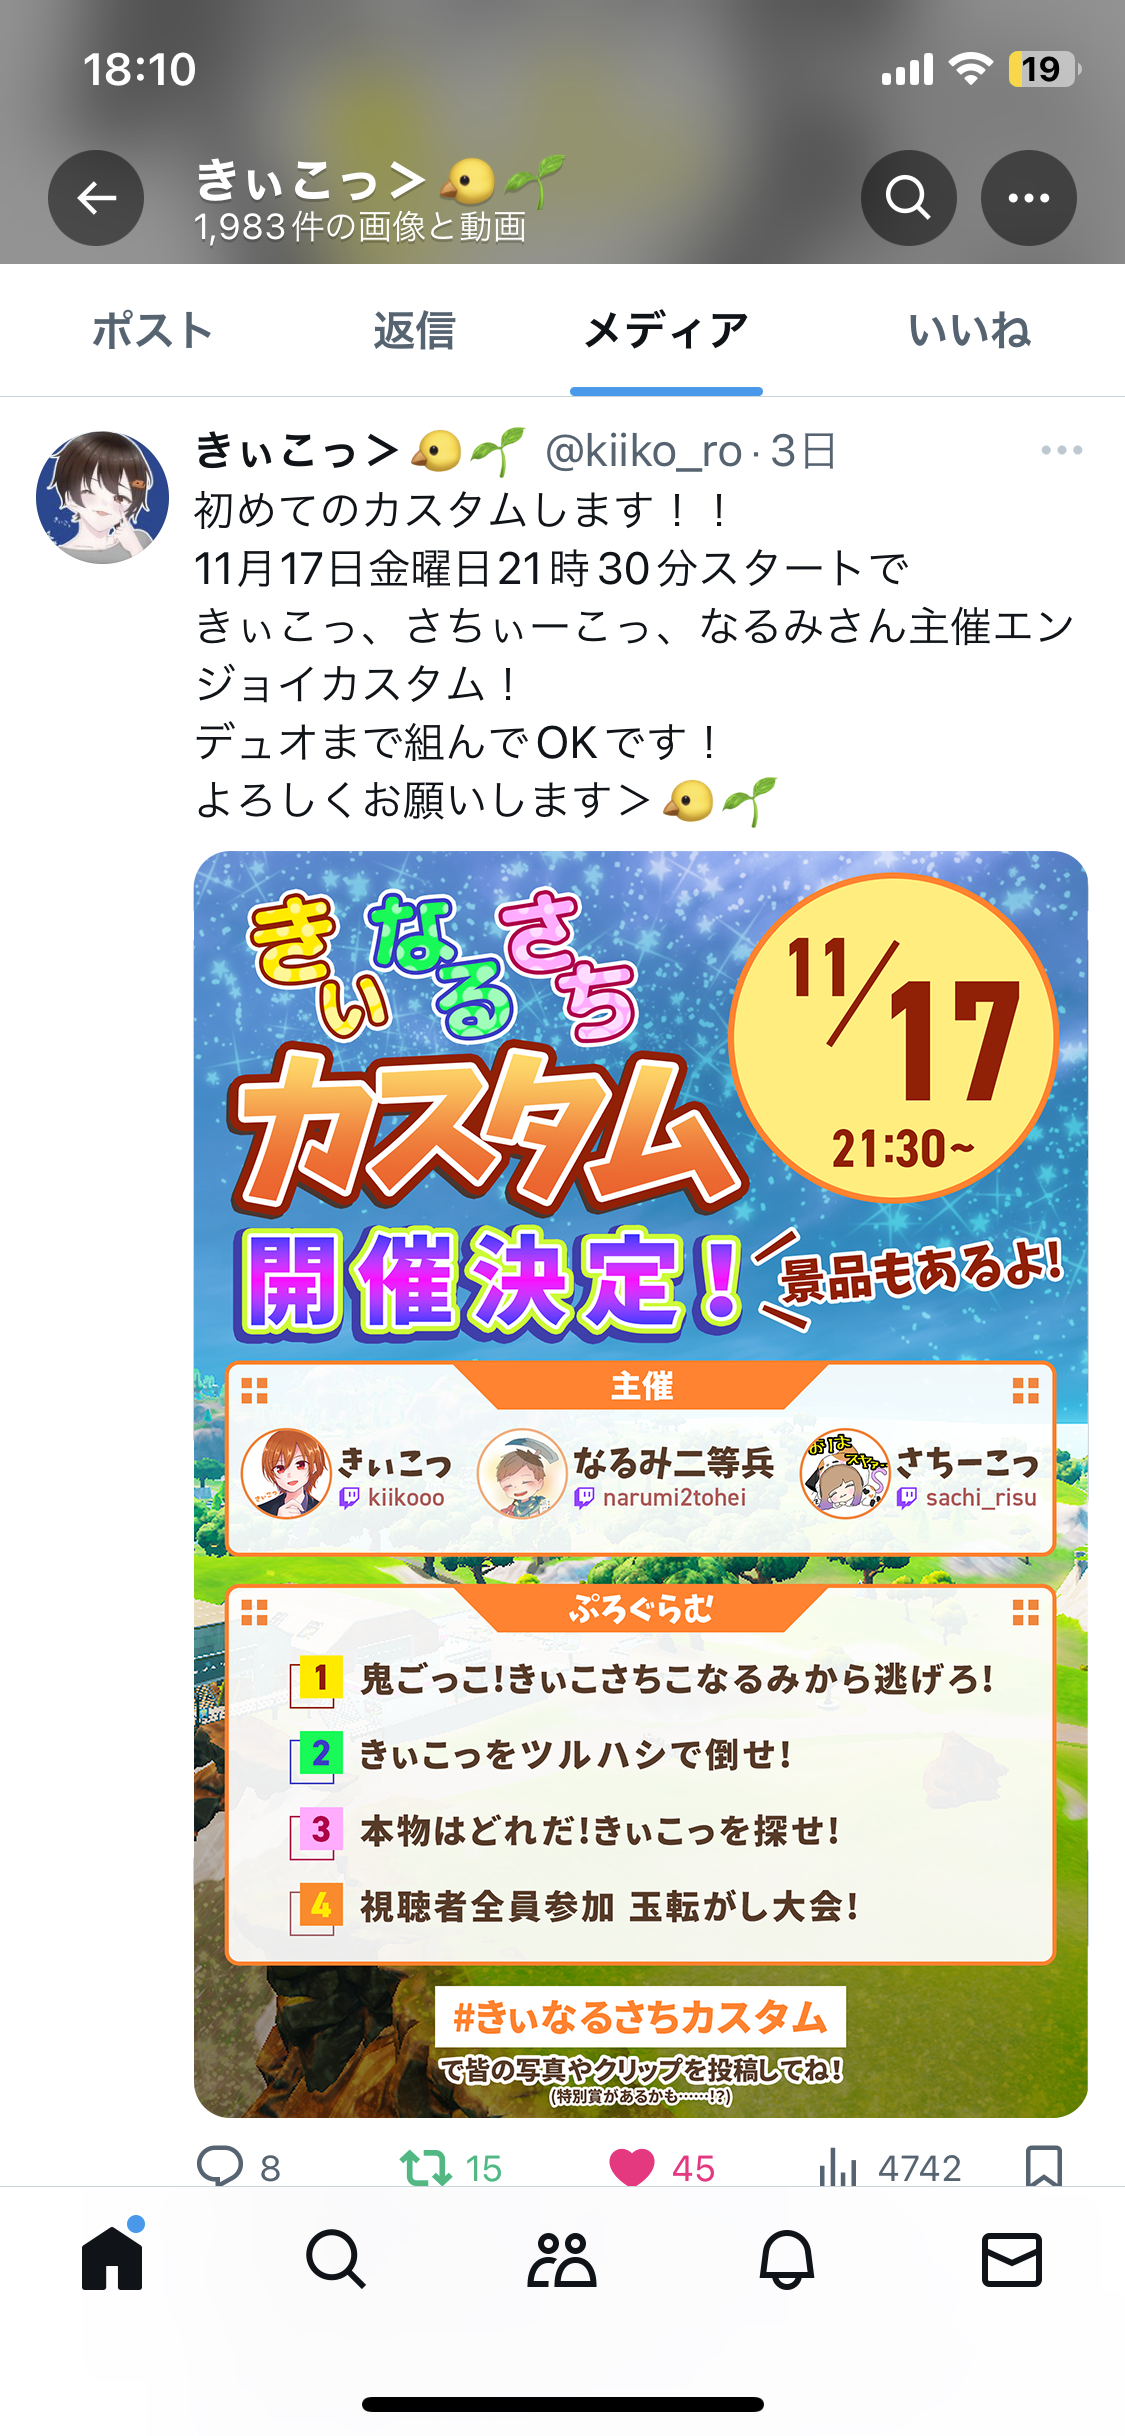 18:10
19
きぃこっ＞🐤🌱
1,983件の画像と動画
ポスト 返信 メディア いいね
きぃこっ＞🐤🌱 @kiiko_ro · 3日
初めてのカスタムします！！
11月17日金曜日21時30分スタートで
きぃこっ、さちぃーこっ、なるみさん主催エン
ジョイカスタム！
デュオまで組んでOKです！
よろしくお願いします＞🐤🌱
きぃなるさち
カスタム
開催決定！
11/17
21:30~
景品もあるよ！
主催
きぃこっ
kiikooo
なるみ二等兵
narumi2tohei
さちーこっ
sachi_risu
ぷろぐらむ
1 鬼ごっこ！きぃこさちこなるみから逃げろ！
2 きぃこっをツルハシで倒せ！
3 本物はどれだ！きぃこっを探せ！
4 視聴者全員参加 玉転がし大会！
#きぃなるさちカスタム
で皆の写真やクリップを投稿してね！
(特別賞があるかも……!?)
8 15 45 4742